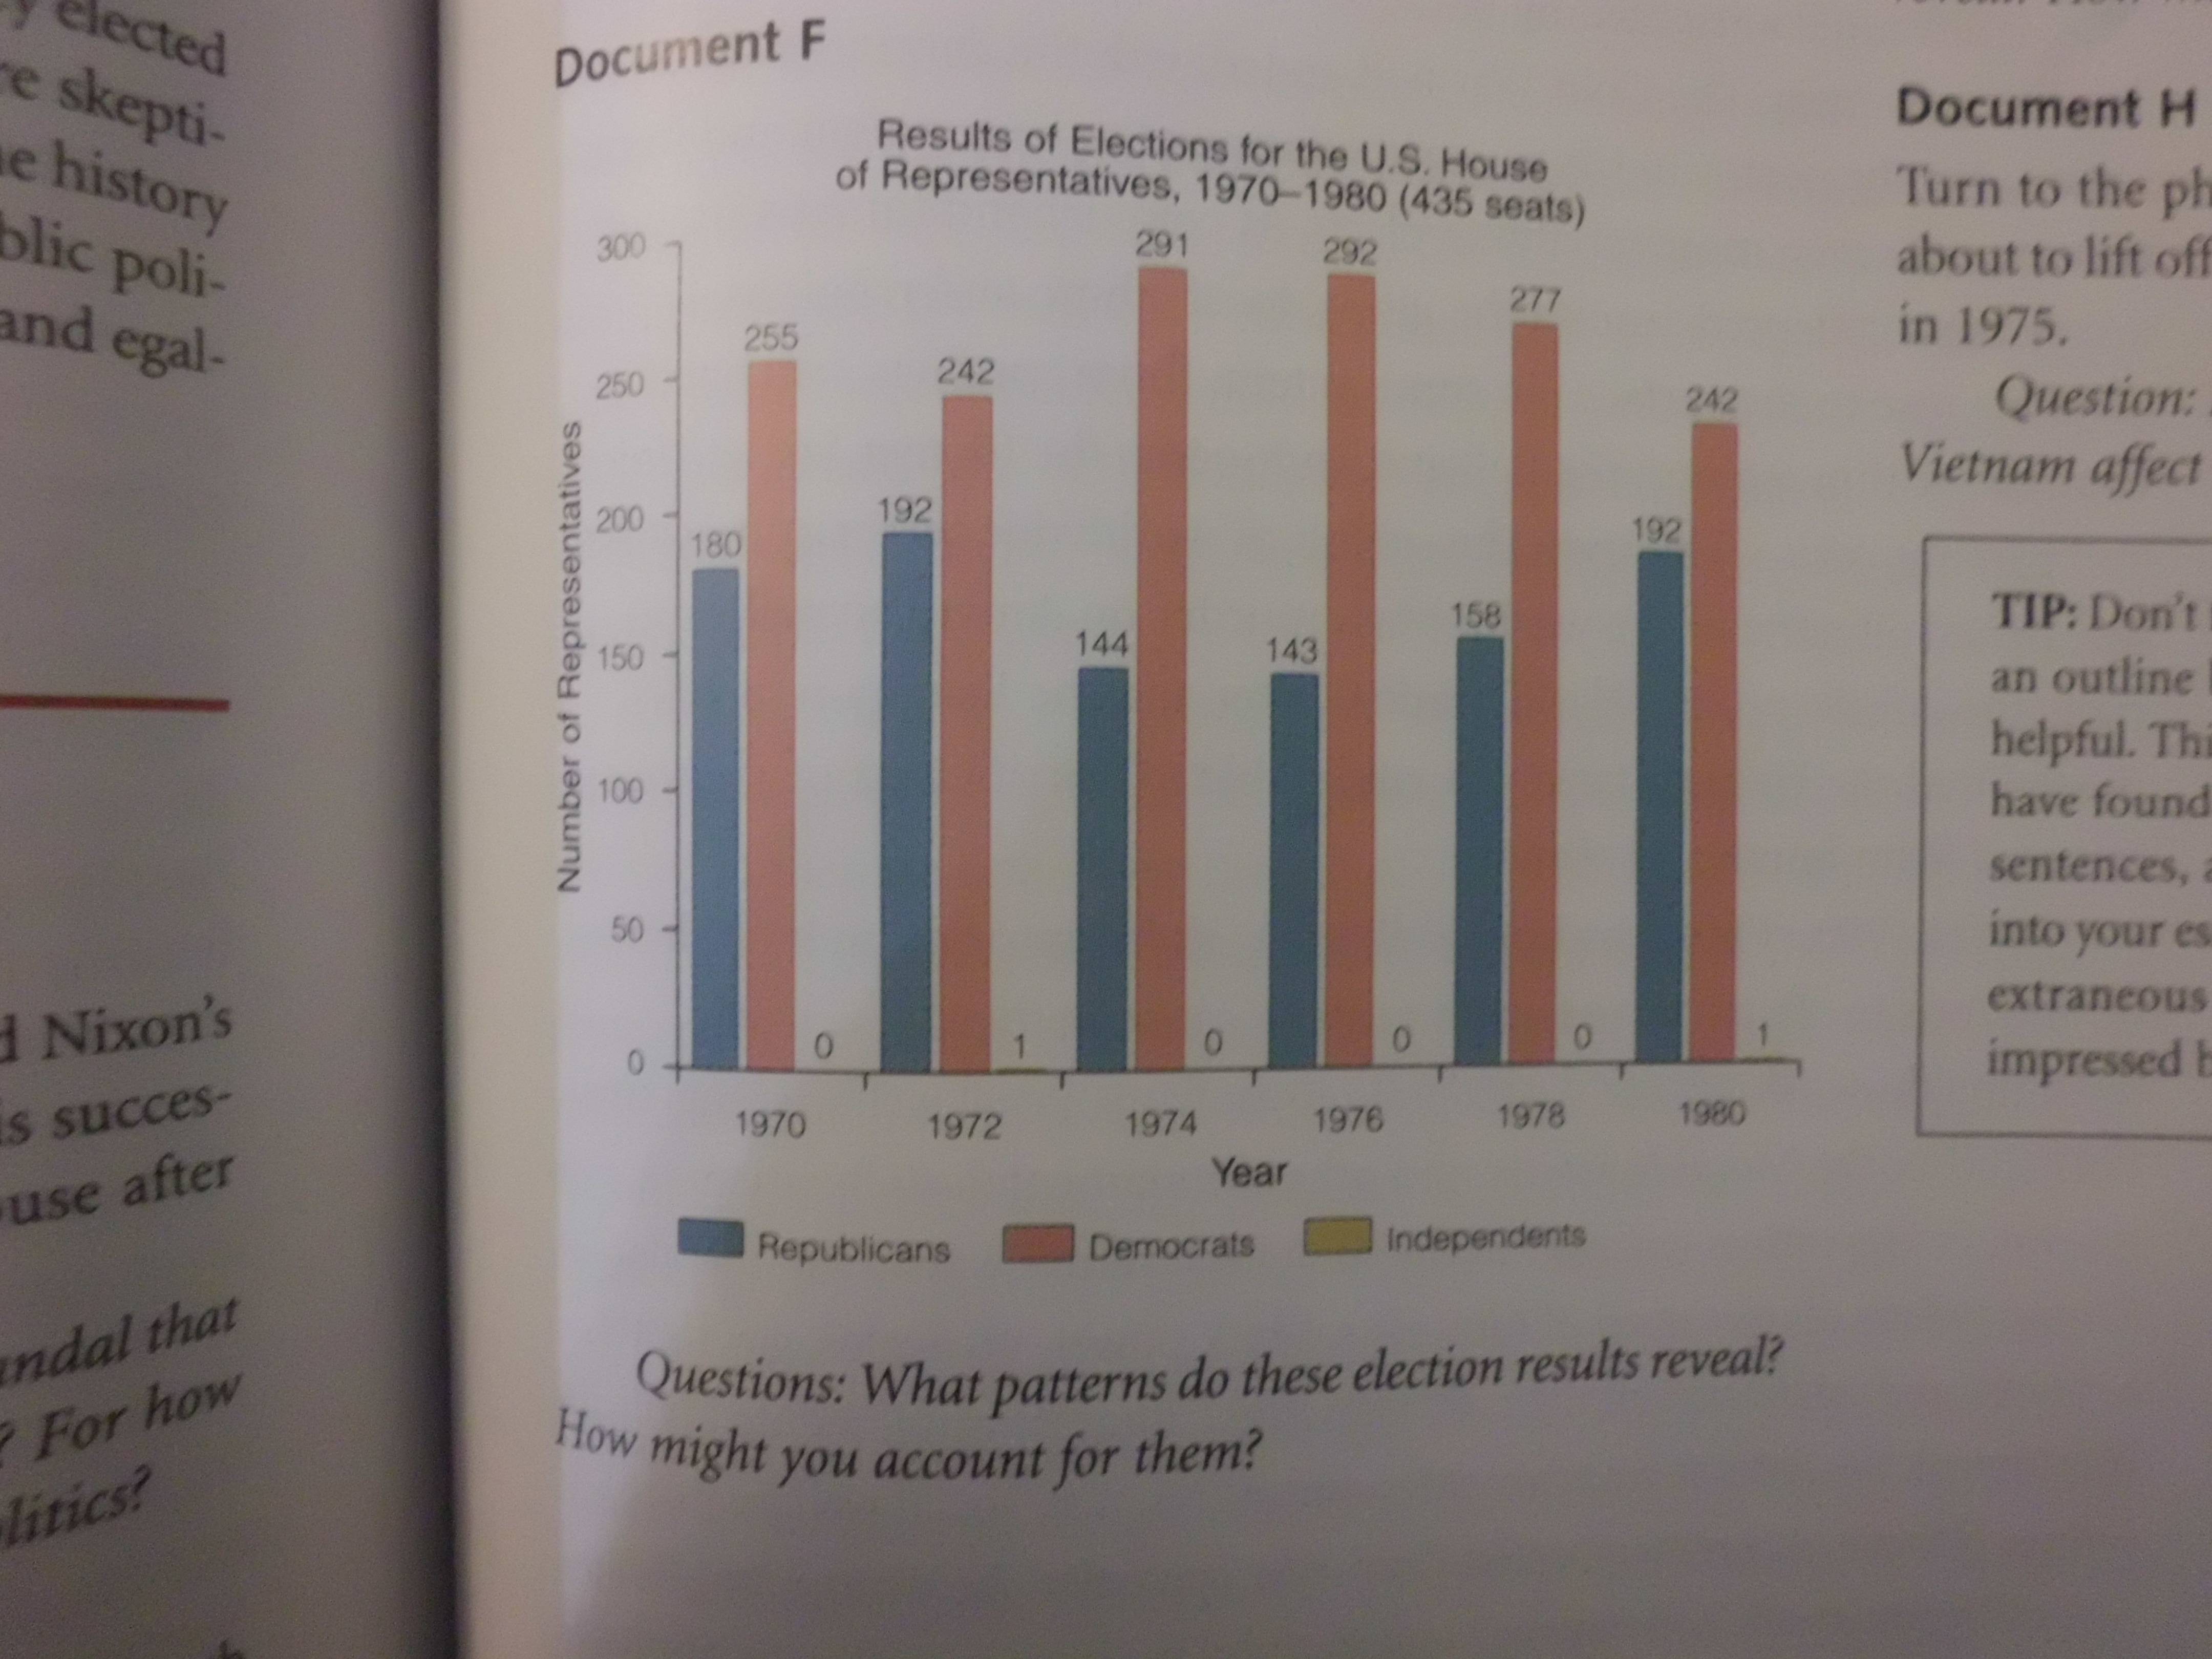 elected
skepti-
history
blic poli-
and egal-
Nixon's
is succes-
use after
ndal that
? For how
litics?
Document F
Results of Elections for the U.S. House
of Representatives, 1970–1980 (435 seats)
Number of Representatives
300
250
200
150
100
50
0
180 255 0
192 242 1
144 291 0
143 292 0
158 277 0
192 242 1
1970 1972 1974 1976 1978 1980
Year
Republicans Democrats Independents
Questions: What patterns do these election results reveal?
How might you account for them?
Document H
Turn to the ph
about to lift off
in 1975.
Question:
Vietnam affect
TIP: Don't
an outline
helpful. Thi
have found
sentences,
into your es
extraneous
impressed b